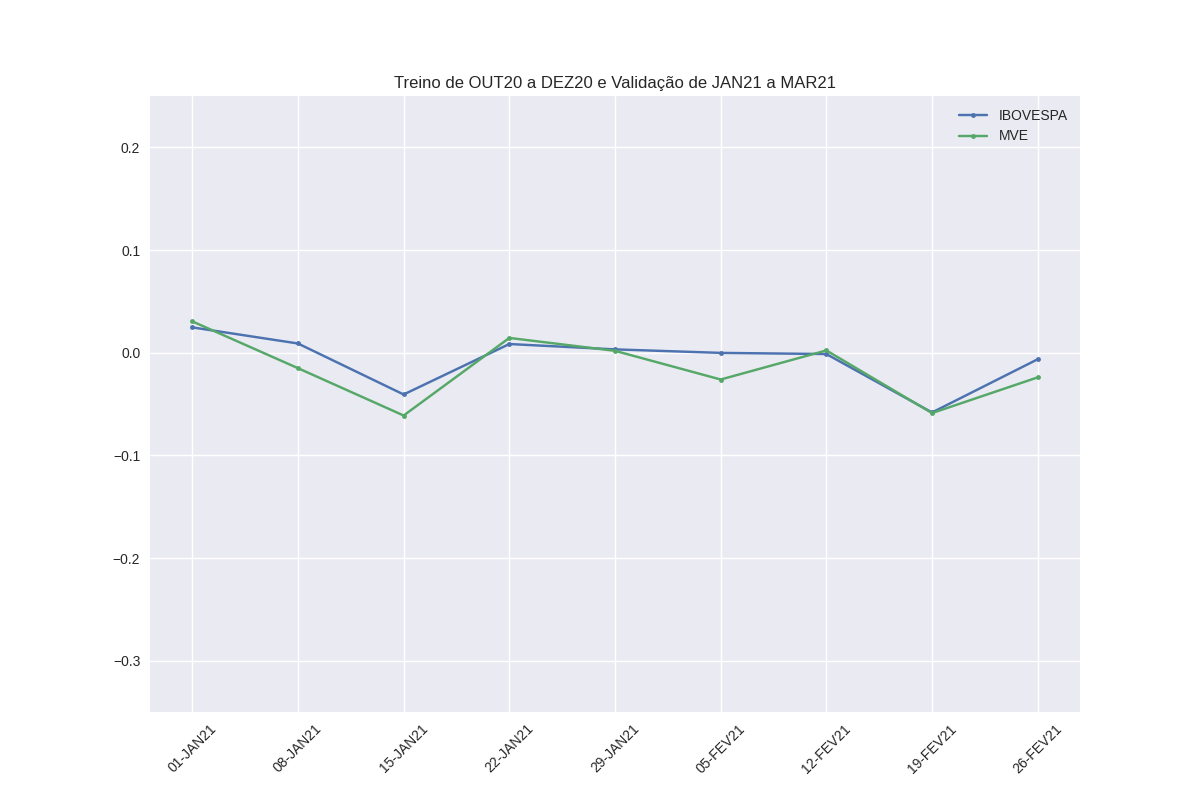 Treino de OUT20 a DEZ20 e Validação de JAN21 a MAR21
IBOVESPA
MVE
0.2
0.1
0.0
−0.1
−0.2
−0.3
01-JAN21
08-JAN21
15-JAN21
22-JAN21
29-JAN21
05-FEV21
12-FEV21
19-FEV21
26-FEV21